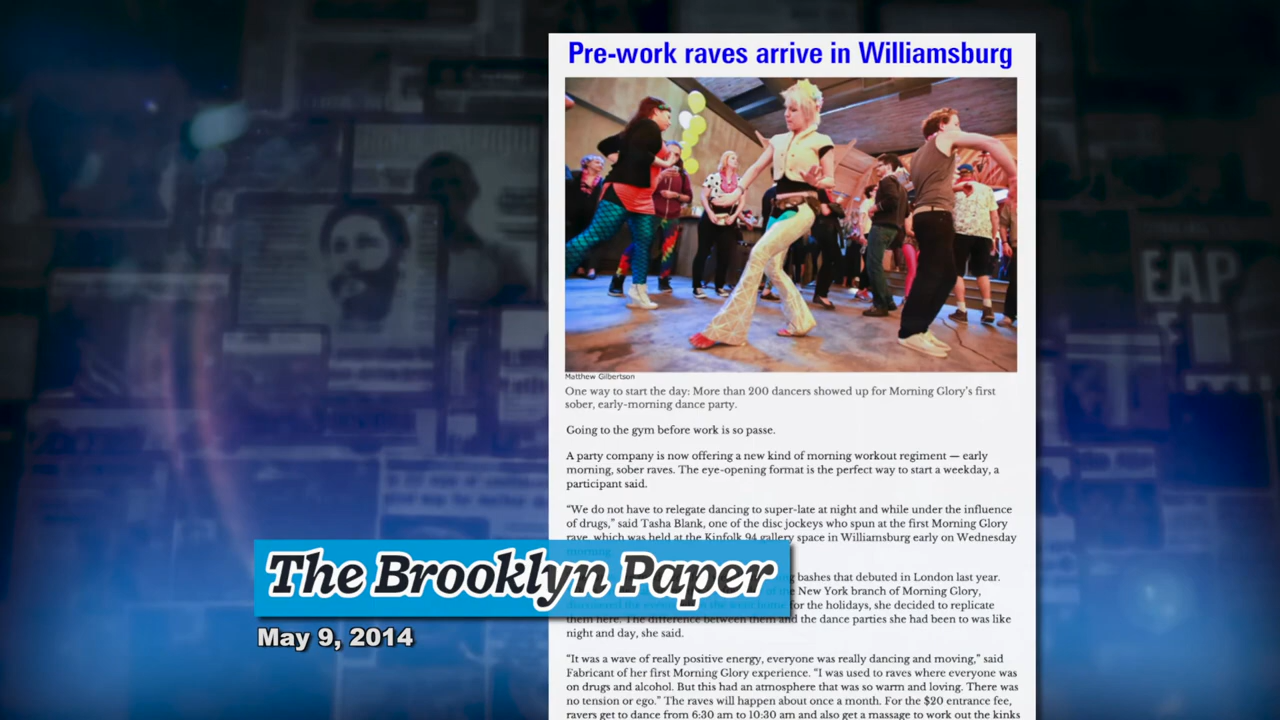 Pre-work raves arrive in Williamsburg
Matthew Gilbertson
One way to start the day: More than 200 dancers showed up for Morning Glory's first
sober, early-morning dance party.
Going to the gym before work is so passe.
A party company is now offering a new kind of morning workout regiment — early
morning, sober raves. The eye-opening format is the perfect way to start a weekday, a
participant said.
“We do not have to relegate dancing to super-late at night and while under the influence
of drugs,” said Tasha Blank, one of the disc jockeys who spun at the first Morning Glory
rave, which was held at the Kinfolk 94 gallery space in Williamsburg early on Wednesday
morning.
bashes that debuted in London last year.
of the New York branch of Morning Glory,
for the holidays, she decided to replicate
them here. The difference between them and the dance parties she had been to was like
night and day, she said.
“It was a wave of really positive energy, everyone was really dancing and moving,” said
Fabricant of her first Morning Glory experience. “I was used to raves where everyone was
on drugs and alcohol. But this had an atmosphere that was so warm and loving. There was
no tension or ego.” The raves will happen about once a month. For the $20 entrance fee,
ravers get to dance from 6:30 am to 10:30 am and also get a massage to work out the kinks
The Brooklyn Paper
May 9, 2014
EAP